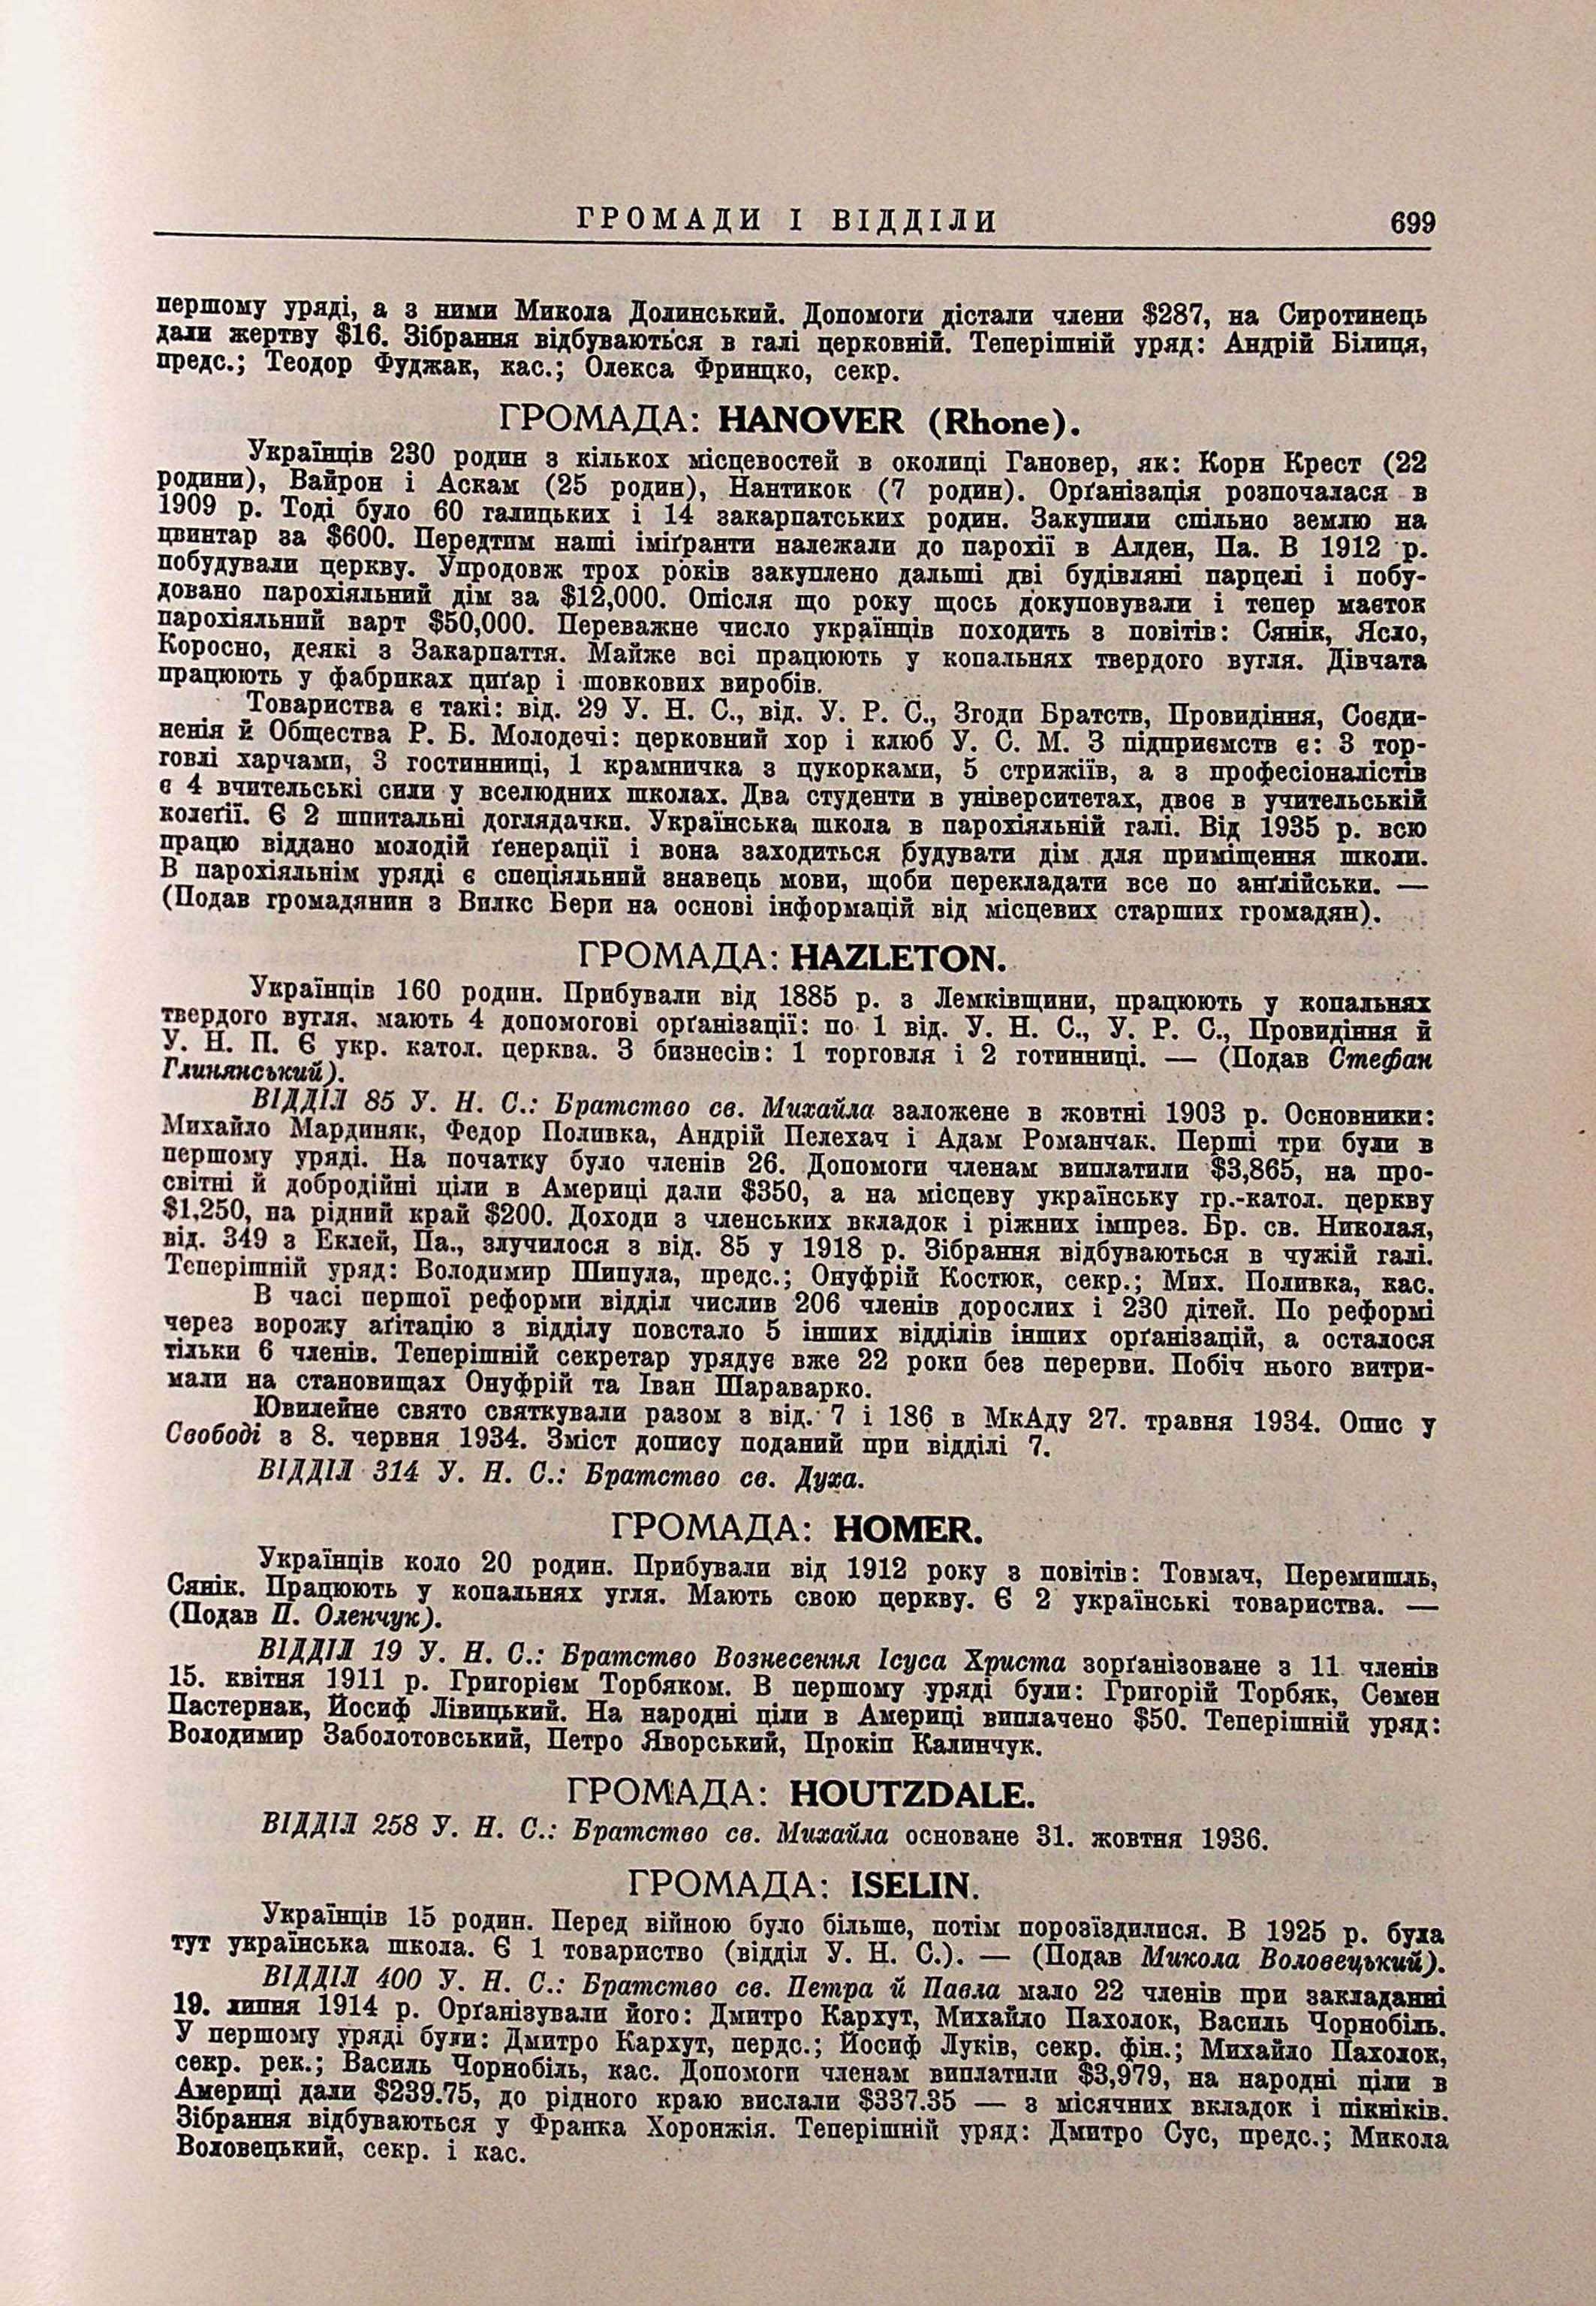 ГРОМАДИ І ВІДДІЛИ 699
першому уряді, а з ними Микола Долинський. Допомоги дістали члени $287, на Сиротинець
дали жертву $16. Зібрання відбуваються в галі церковній. Теперішній уряд: Андрій Білиця,
предс.; Теодор Фуджак, кас.; Олекса Фринцко, секр.
ГРОМАДА: HANOVER (Rhone).
Українців 230 родин з кількох місцевостей в околиці Гановер, як: Корн Крест (22
родини), Вайрон і Аскам (25 родин), Нантикок (7 родин). Орґанізація розпочалася в
1909 р. Тоді було 60 галицьких і 14 закарпатських родин. Закупили спільно землю на
цвинтар за $600. Передтим наші іміґранти належали до парохії в Алден, Па. В 1912 р.
побудували церкву. Упродовж трох років закуплено дальші дві будівляні парцелі і побу-
довано парохіяльний дім за $12,000. Опісля що року щось докуповували і тепер маєток
парохіяльний варт $50,000. Переважне число українців походить з повітів: Сянік, Ясло,
Коросно, деякі з Закарпаття. Майже всі працюють у копальнях твердого вугля. Дівчата
працюють у фабриках циґар і шовкових виробів.
Товариства є такі: від. 29 У. Н. С., від. У. Р. С., Згоди Братств, Провидіння, Соєди-
ненія й Общества Р. Б. Молодечі: церковний хор і клюб У. С. М. З підприємств є: 3 тор-
говлі харчами, 3 гостинниці, 1 крамничка з цукорками, 5 стрижіїв, а з професіоналістів
є 4 вчительські сили у вселюдних школах. Два студенти в університетах, двоє в учительській
колеґії. Є 2 шпитальні доглядачки. Українська школа в парохіяльній галі. Від 1935 р. всю
працю віддано молодій ґенерації і вона заходиться будувати дім для приміщення школи.
В парохіяльнім уряді є спеціяльний знавець мови, щоби перекладати все по анґлійськи. —
(Подав громадянин з Вилкс Бери на основі інформацій від місцевих старших громадян).
ГРОМАДА: HAZLETON.
Українців 160 родин. Прибували від 1885 р. з Лемківщини, працюють у копальнях
твердого вугля, мають 4 допомогові орґанізації: по 1 від. У. Н. С., У. Р. С., Провидіння й
У. Н. П. Є укр. катол. церква. З бизнесів: 1 торговля і 2 готинниці. — (Подав Стефан
Глинянський).
ВІДДІЛ 85 У. Н. С.: Братство св. Михайла заложене в жовтні 1903 р. Основники:
Михайло Мардиняк, Федор Поливка, Андрій Пелехач і Адам Романчак. Перші три були в
першому уряді. На початку було членів 26. Допомоги членам виплатили $3,865, на про-
світні й добродійні ціли в Америці дали $350, а на місцеву українську гр.-катол. церкву
$1,250, на рідний край $200. Доходи з членських вкладок і ріжних імпрез. Бр. св. Николая,
від. 349 з Еклей, Па., злучилося з від. 85 у 1918 р. Зібрання відбуваються в чужій галі.
Теперішній уряд: Володимир Шипула, предс.; Онуфрій Костюк, секр.; Мих. Поливка, кас.
В часі першої реформи відділ числив 206 членів дорослих і 230 дітей. По реформі
через ворожу аґітацію з відділу повстало 5 інших відділів інших орґанізацій, а осталося
тільки 6 членів. Теперішній секретар урядує вже 22 роки без перерви. Побіч нього витри-
мали на становищах Онуфрій та Іван Шараварко.
Ювилейне свято святкували разом з від. 7 і 186 в МкАду 27. травня 1934. Опис у
Свободі з 8. червня 1934. Зміст допису поданий при відділі 7.
ВІДДІЛ 314 У. Н. С.: Братство св. Духа.
ГРОМАДА: HOMER.
Українців коло 20 родин. Прибували від 1912 року з повітів: Товмач, Перемишль,
Сянік. Працюють у копальнях угля. Мають свою церкву. Є 2 українські товариства. —
(Подав П. Оленчук).
ВІДДІЛ 19 У. Н. С.: Братство Вознесення Ісуса Христа зорґанізоване з 11 членів
15. квітня 1911 р. Григорієм Торбяком. В першому уряді були: Григорій Торбяк, Семен
Пастернак, Йосиф Лівицький. На народні ціли в Америці виплачено $50. Теперішній уряд:
Володимир Заболотовський, Петро Яворський, Прокіп Калинчук.
ГРОМАДА: HOUTZDALE.
ВІДДІЛ 258 У. Н. С.: Братство св. Михайла основане 31. жовтня 1936.
ГРОМАДА: ISELIN.
Українців 15 родин. Перед війною було більше, потім порозїздилися. В 1925 р. була
тут українська школа. Є 1 товариство (відділ У. Н. С.). — (Подав Микола Воловецький).
ВІДДІЛ 400 У. Н. С.: Братство св. Петра й Павла мало 22 членів при закладанні
19. липня 1914 р. Орґанізували його: Дмитро Кархут, Михайло Пахолок, Василь Чорнобіль.
У першому уряді були: Дмитро Кархут, пердс.; Йосиф Луків, секр. фін.; Михайло Пахолок,
секр. рек.; Василь Чорнобіль, кас. Допомоги членам виплатили $3,979, на народні ціли в
Америці дали $239.75, до рідного краю вислали $337.35 — з місячних вкладок і пікніків.
Зібрання відбуваються у Франка Хоронжія. Теперішній уряд: Дмитро Сус, предс.; Микола
Воловецький, секр. і кас.